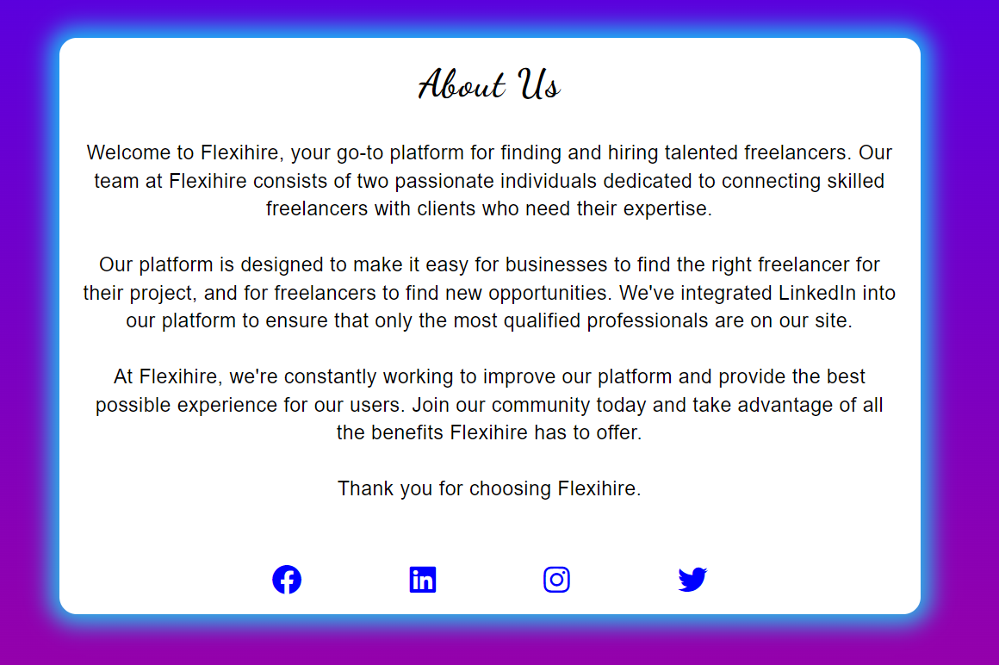 About Us
Welcome to Flexihire, your go-to platform for finding and hiring talented freelancers. Our
team at Flexihire consists of two passionate individuals dedicated to connecting skilled
freelancers with clients who need their expertise.
Our platform is designed to make it easy for businesses to find the right freelancer for
their project, and for freelancers to find new opportunities. We've integrated LinkedIn into
our platform to ensure that only the most qualified professionals are on our site.
At Flexihire, we're constantly working to improve our platform and provide the best
possible experience for our users. Join our community today and take advantage of all
the benefits Flexihire has to offer.
Thank you for choosing Flexihire.